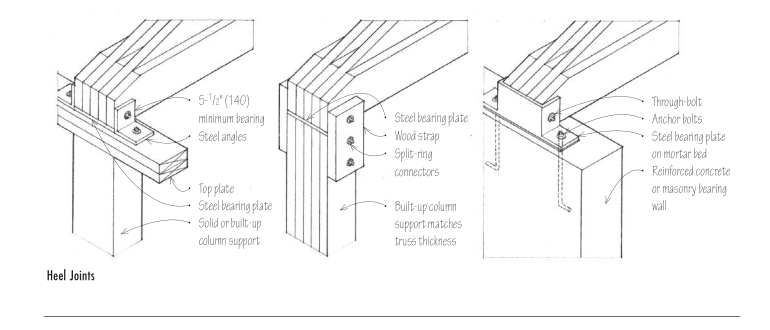 5-1/2" (140)
minimum bearing
Steel angles
Top plate
Steel bearing plate
Solid or built-up
column support
Steel bearing plate
Wood strap
Split-ring
connectors
Built-up column
support matches
truss thickness
Through-bolt
Anchor bolts
Steel bearing plate
on mortar bed
Reinforced concrete
or masonry bearing
wall
Heel Joints